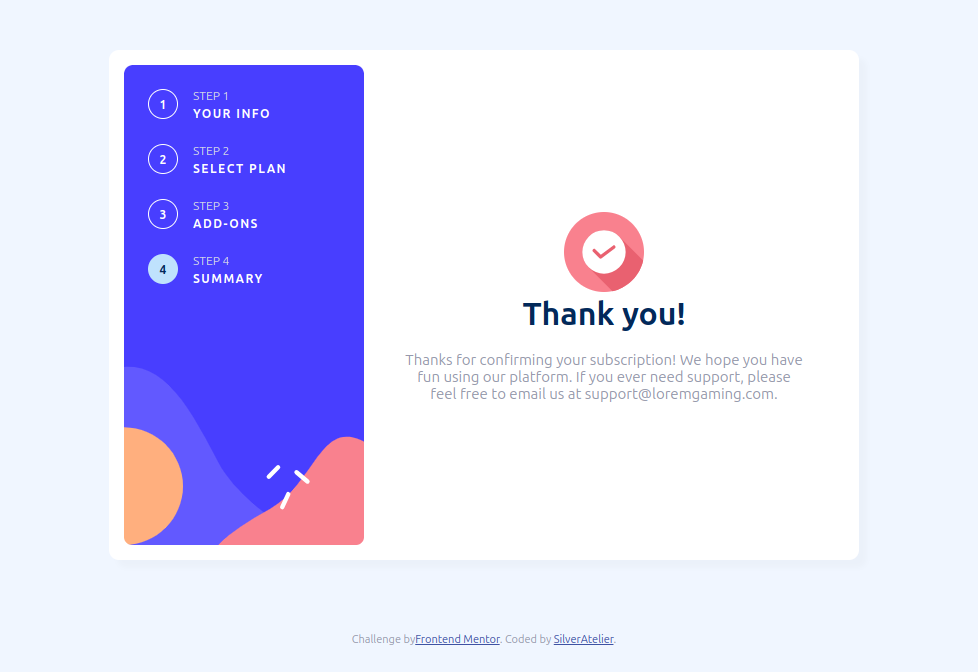 1
STEP 1
YOUR INFO
2
STEP 2
SELECT PLAN
3
STEP 3
ADD-ONS
4
STEP 4
SUMMARY
Thank you!
Thanks for confirming your subscription! We hope you have
fun using our platform. If you ever need support, please
feel free to email us at support@loremgaming.com.
Challenge byFrontend Mentor. Coded by SilverAtelier.